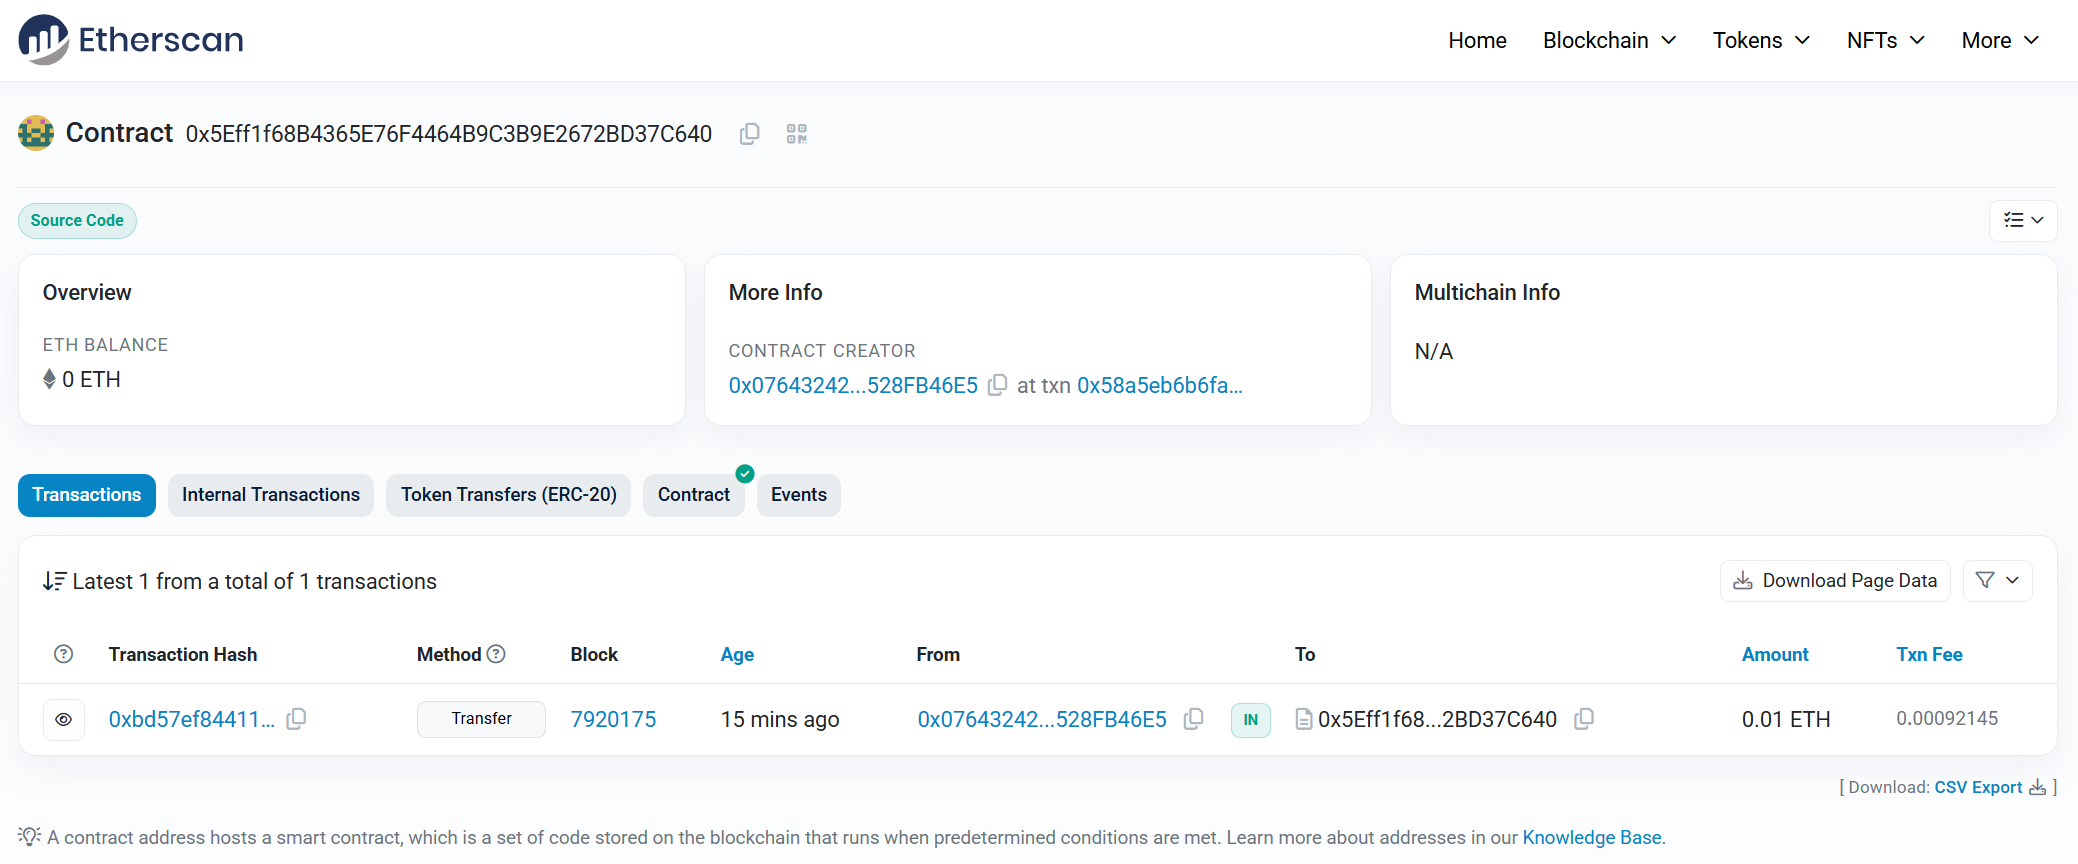 Etherscan
Home Blockchain Tokens NFTs More
Contract 0x5Eff1f68B4365E76F4464B9C3B9E2672BD37C640
Source Code
Overview
ETH BALANCE
0 ETH
More Info
CONTRACT CREATOR
0x07643242...528FB46E5 at txn 0x58a5eb6b6fa...
Multichain Info
N/A
Transactions Internal Transactions Token Transfers (ERC-20) Contract Events
Latest 1 from a total of 1 transactions
Download Page Data
Transaction Hash Method Block Age From To Amount Txn Fee
0xbd57ef84411... Transfer 7920175 15 mins ago 0x07643242...528FB46E5 IN 0x5Eff1f68...2BD37C640 0.01 ETH 0.00092145
[ Download: CSV Export ]
A contract address hosts a smart contract, which is a set of code stored on the blockchain that runs when predetermined conditions are met. Learn more about addresses in our Knowledge Base.